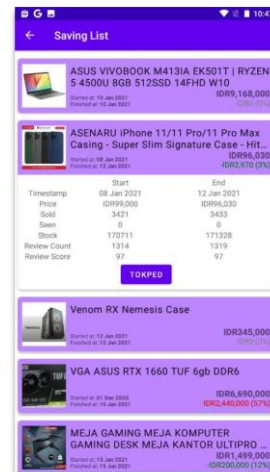 10:43
Saving List
ASUS VIVOBOOK M413IA EK501T | RYZEN
5 4500U 8GB 512SSD 14FHD W10
IDR9,168,000
Started at: 10 Jan 2021
Finished at: 10 Jan 2021
ASENARU iPhone 11/11 Pro/11 Pro Max
Casing - Super Slim Signature Case - Hit...
IDR96,030
Started at: 08 Jan 2021
Finished at: 12 Jan 2021
-IDR2,970 (3%)
Start End
Timestamp 08 Jan 2021 12 Jan 2021
Price IDR99,000 IDR96,030
Sold 3421 3433
Seen 0 0
Stock 170711 171328
Review Count 1314 1319
Review Score 97 97
TOKPED
Venom RX Nemesis Case
IDR345,000
Started at: 12 Jan 2021
Finished at: 12 Jan 2021
VGA ASUS RTX 1660 TUF 6gb DDR6
IDR6,690,000
Started at: 01 Dec 2020
Finished at: 13 Jan 2021
IDR2,440,000 (57%)
MEJA GAMING MEJA KOMPUTER
GAMING DESK MEJA KANTOR ULTIPRO ...
IDR1,499,000
Started at: 13 Jan 2021
Finished at: 13 Jan 2021
-IDR200,000 (12%)